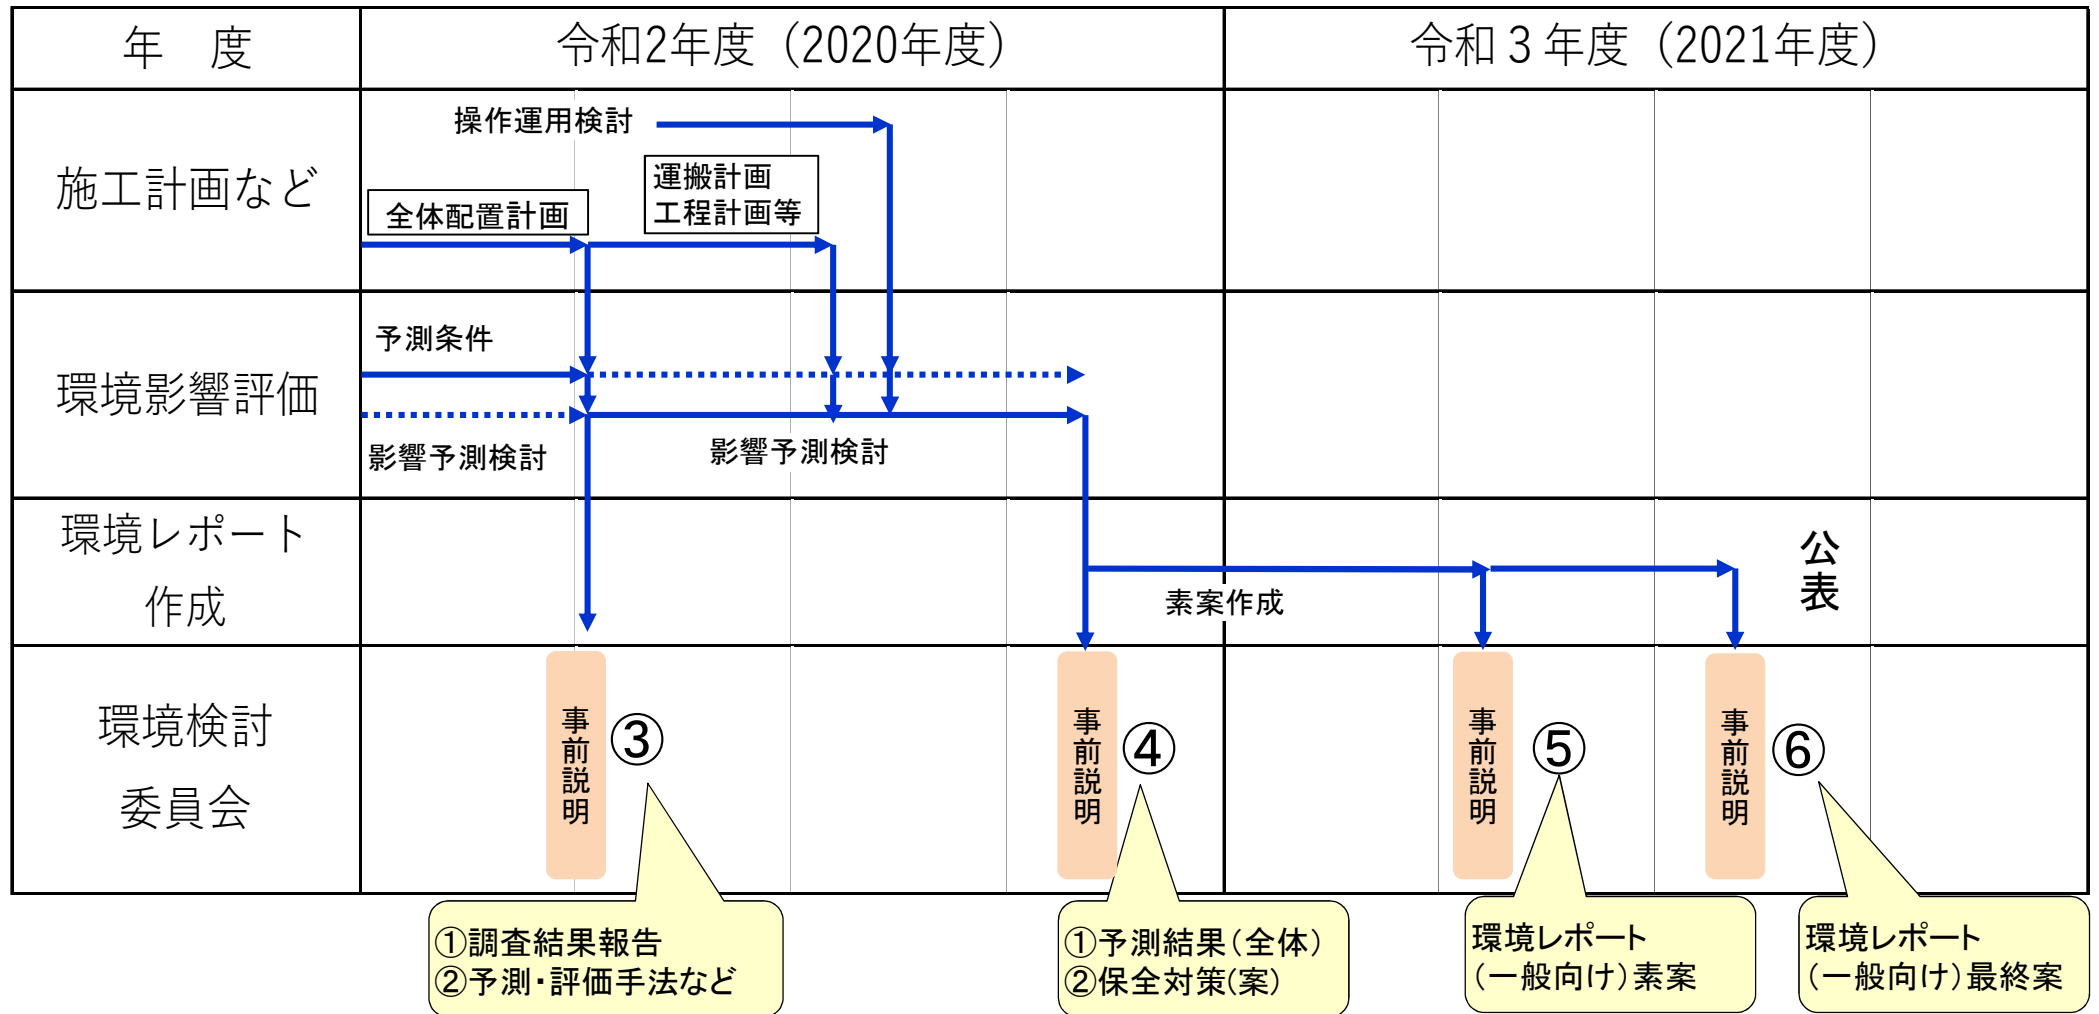 年　度
令和2年度（2020年度）
令和３年度（2021年度）
施工計画など
操作運用検討
全体配置計画
運搬計画
工程計画等
環境影響評価
予測条件
影響予測検討
影響予測検討
環境レポート
作成
素案作成
公表
環境検討
委員会
事前説明
③
事前説明
④
事前説明
⑤
事前説明
⑥
①調査結果報告
②予測・評価手法など
①予測結果（全体）
②保全対策(案)
環境レポート
（一般向け）素案
環境レポート
（一般向け）最終案